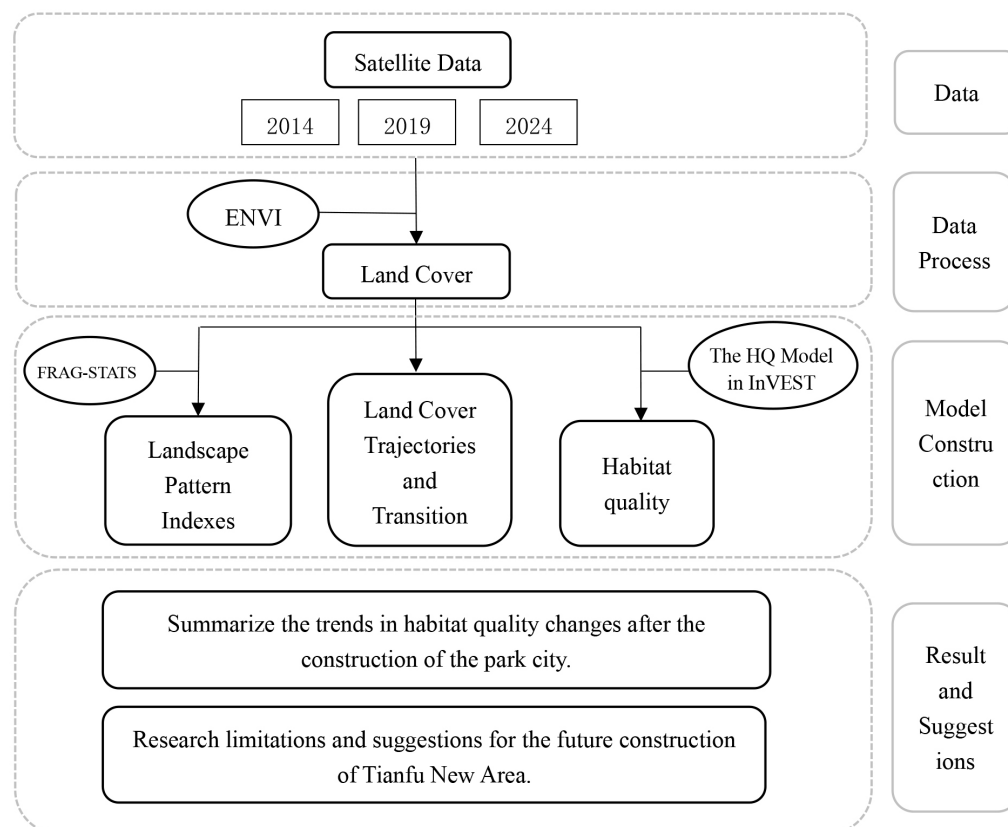 Satellite Data
2014
2019
2024
Data
ENVI
Land Cover
Data
Process
FRAG-STATS
The HQ Model
in InVEST
Landscape
Pattern
Indexes
Land Cover
Trajectories
and
Transition
Habitat
quality
Model
Constru
ction
Summarize the trends in habitat quality changes after the
construction of the park city.
Research limitations and suggestions for the future construction
of Tianfu New Area.
Result
and
Suggest
ions